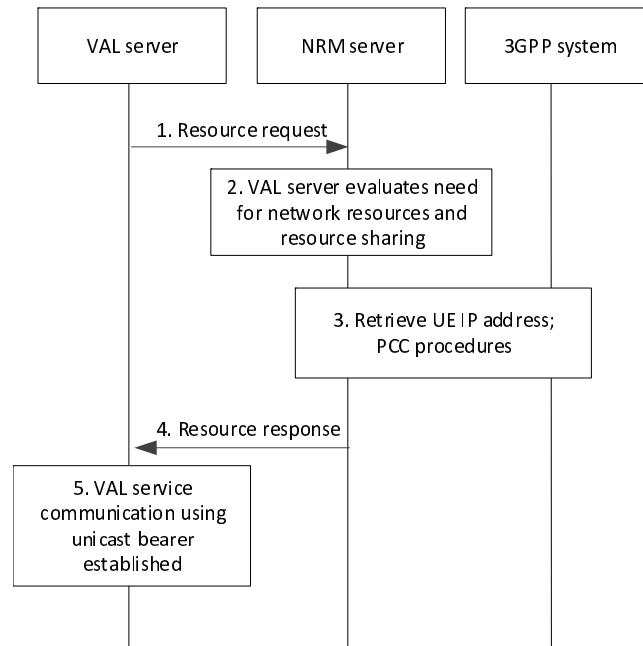 VAL server
NRM server
3GPP system
1. Resource request
2. VAL server evaluates need
for network resources and
resource sharing
3. Retrieve UE IP address;
PCC procedures
4. Resource response
5. VAL service
communication using
unicast bearer
established